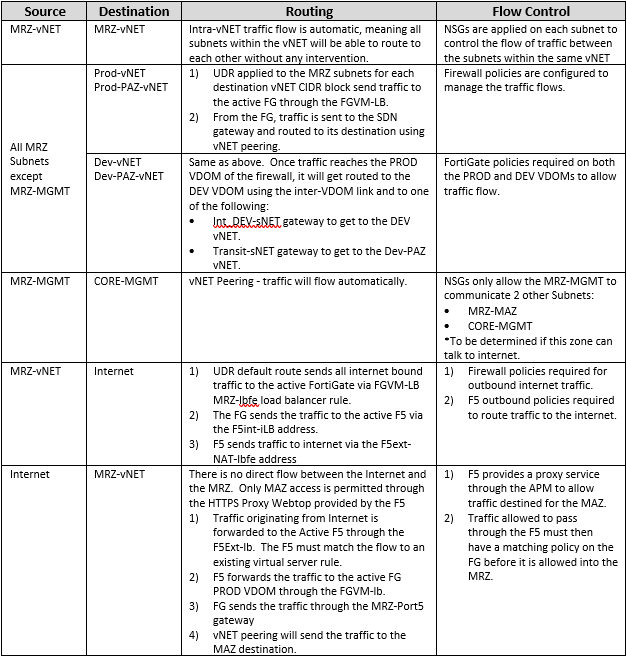 Source Destination Routing Flow Control
MRZ-vNET MRZ-vNET Intra-vNET traffic flow is automatic, meaning all
subnets within the vNET will be able to route to
each other without any intervention.
NSGs are applied on each subnet to
control the flow of traffic between
the subnets within the same vNET
All MRZ
Subnets
except
MRZ-MGMT
Prod-vNET
Prod-PAZ-vNET
1) UDR applied to the MRZ subnets for each
destination vNET CIDR block send traffic to
the active FG through the FGVM-LB.
2) From the FG, traffic is sent to the SDN
gateway and routed to its destination using
vNET peering.
Firewall policies are configured to
manage the traffic flows.
Dev-vNET
Dev-PAZ-vNET
Same as above. Once traffic reaches the PROD
VDOM of the firewall, it will get routed to the
DEV VDOM using the inter-VDOM link and to one
of the following:
• Int_DEV-sNET gateway to get to the DEV
vNET.
• Transit-sNET gateway to get to the Dev-PAZ
vNET.
FortiGate policies required on both
the PROD and DEV VDOMs to allow
traffic flow.
MRZ-MGMT CORE-MGMT vNET Peering - traffic will flow automatically.
NSGs only allow the MRZ-MGMT to
communicate 2 other Subnets:
• MRZ-MAZ
• CORE-MGMT
*To be determined if this zone can
talk to internet.
MRZ-vNET Internet
1) UDR default route sends all internet bound
traffic to the active FortiGate via FGVM-LB
MRZ-lbfe load balancer rule.
2) The FG sends the traffic to the active F5 via
the F5int-iLB address.
3) F5 sends traffic to internet via the F5ext-
NAT-lbfe address
1) Firewall policies required for
outbound internet traffic.
2) F5 outbound policies required
to route traffic to the internet.
Internet MRZ-vNET
There is no direct flow between the Internet and
the MRZ. Only MAZ access is permitted through
the HTTPS Proxy Webtop provided by the F5
1) Traffic originating from Internet is
forwarded to the Active F5 through the
F5Ext-lb. The F5 must match the flow to an
existing virtual server rule.
2) F5 forwards the traffic to the active FG
PROD VDOM through the FGVM-lb.
3) FG sends the traffic through the MRZ-Port5
gateway
4) vNET peering will send the traffic to the
MAZ destination.
1) F5 provides a proxy service
through the APM to allow
traffic destined for the MAZ.
2) Traffic allowed to pass
through the F5 must then
have a matching policy on the
FG before it is allowed into the
MRZ.